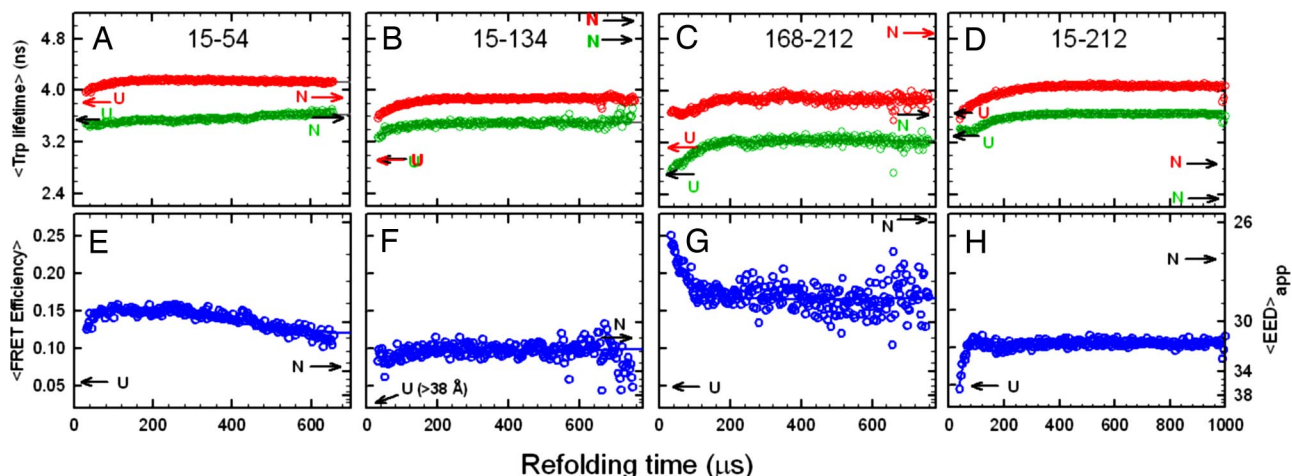 A 15-54
B 15-134
C 168-212
D 15-212
<Trp lifetime> (ns)
4.8
4.0
3.2
2.4
U
U
N
N
N
N
U
N
N
U
U
U
U
N
N
E
F
G
H
<FRET Efficiency>
0.25
0.20
0.15
0.10
0.05
U
N
U (>38 Å)
N
N
U
N
U
26
30
32
34
38
<EED>app
0 200 400 600
0 200 400 600
0 200 400 600
0 200 400 600 800 1000
Refolding time (μs)